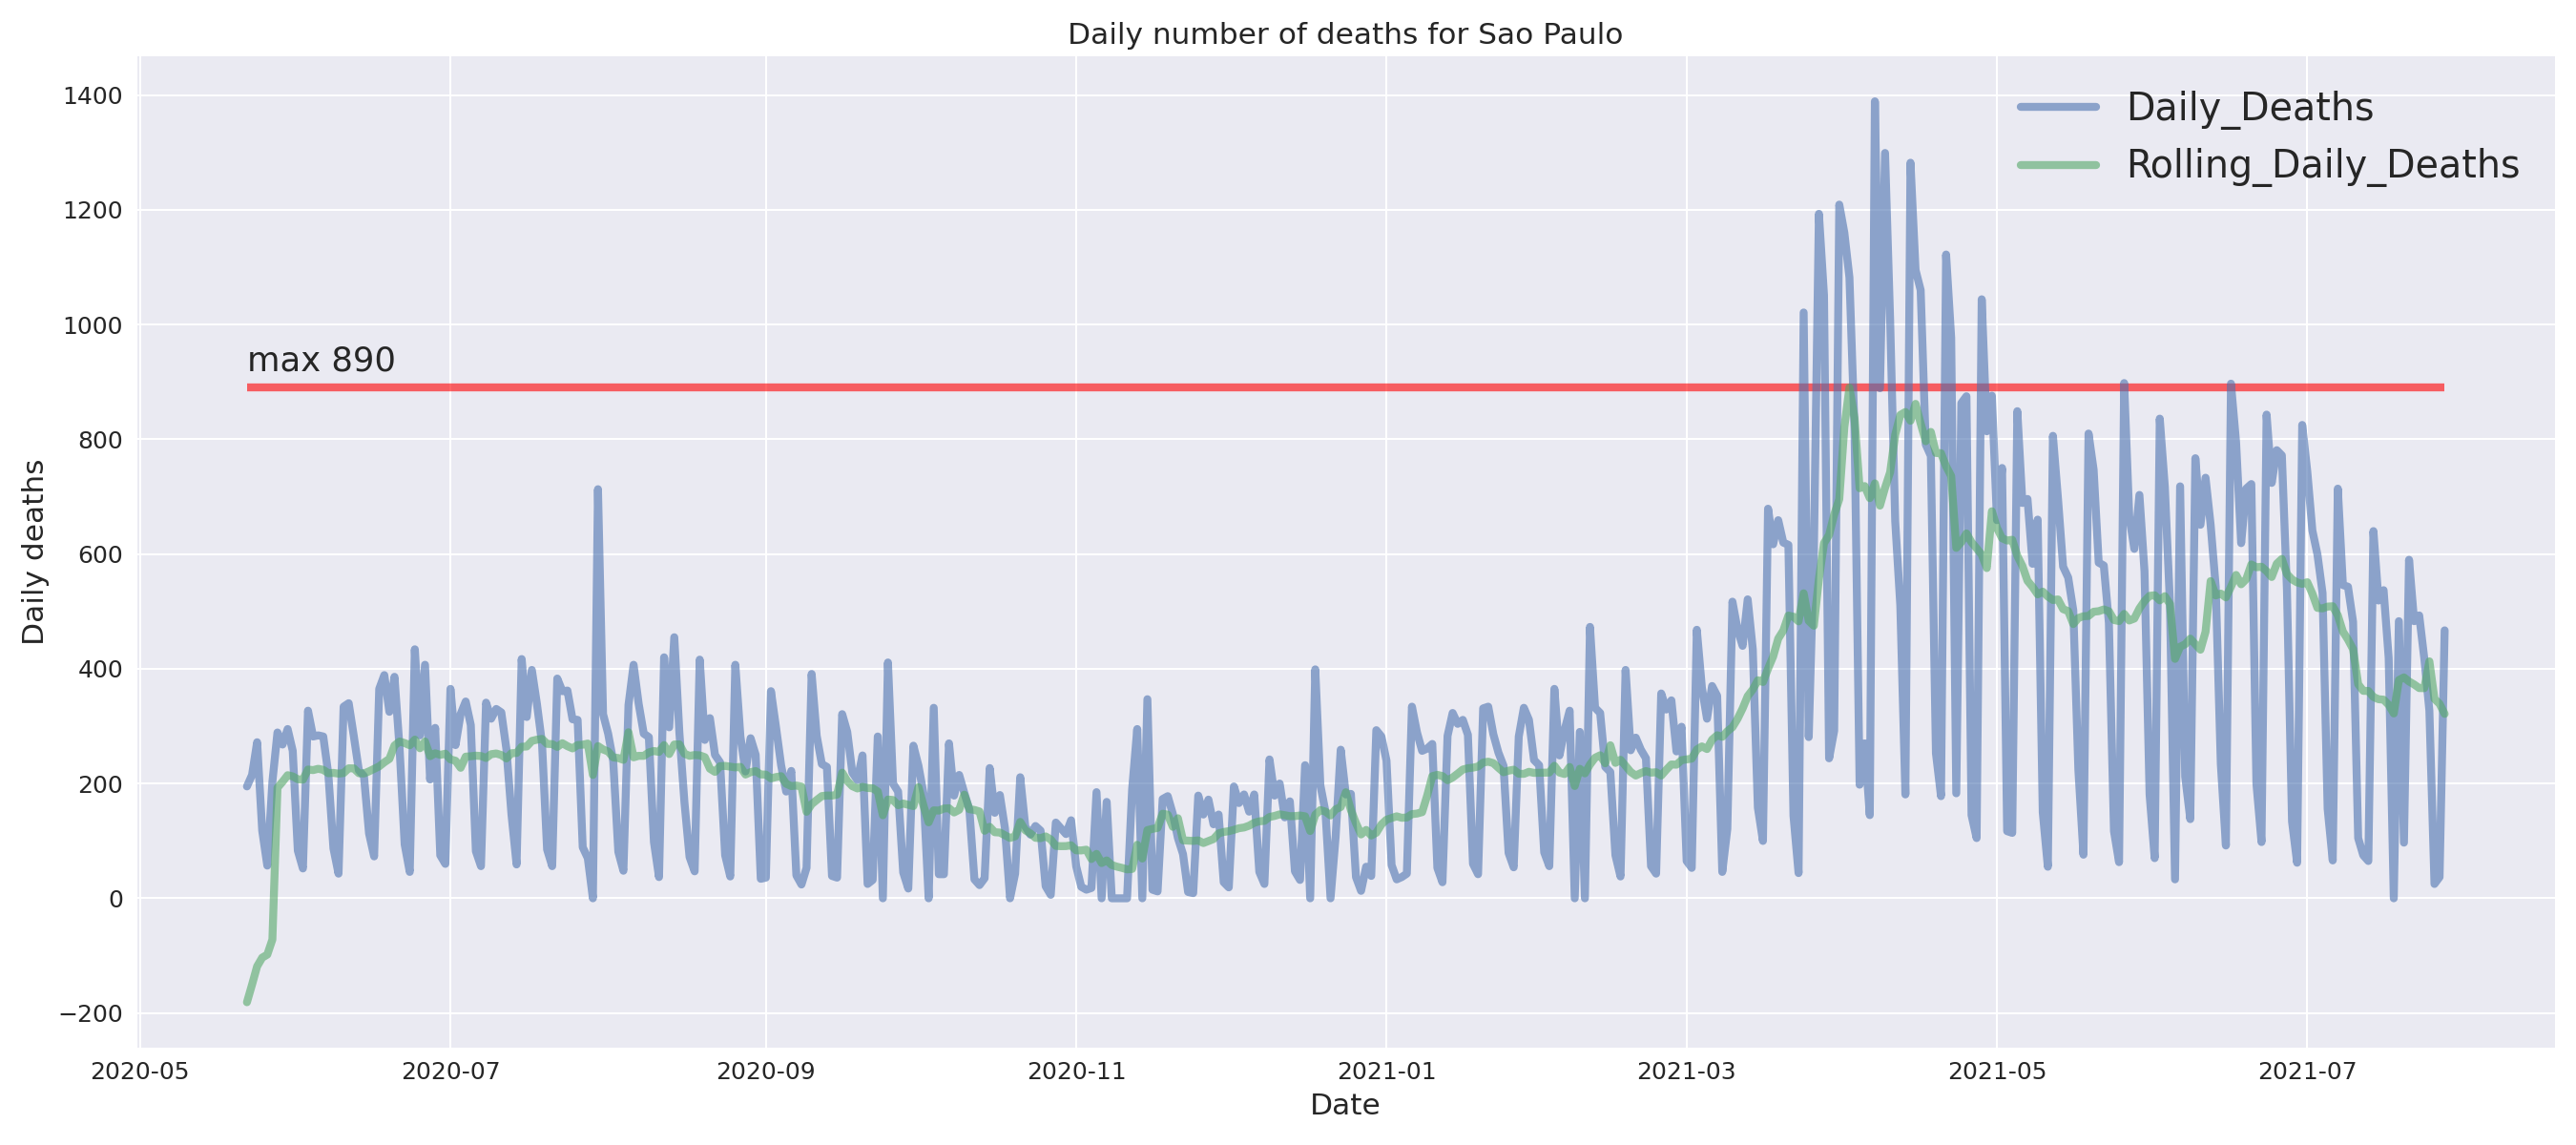 Daily number of deaths for Sao Paulo
1400
1200
1000
800
600
400
200
0
−200
Daily deaths
max 890
Daily_Deaths
Rolling_Daily_Deaths
2020-05
2020-07
2020-09
2020-11
2021-01
2021-03
2021-05
2021-07
Date